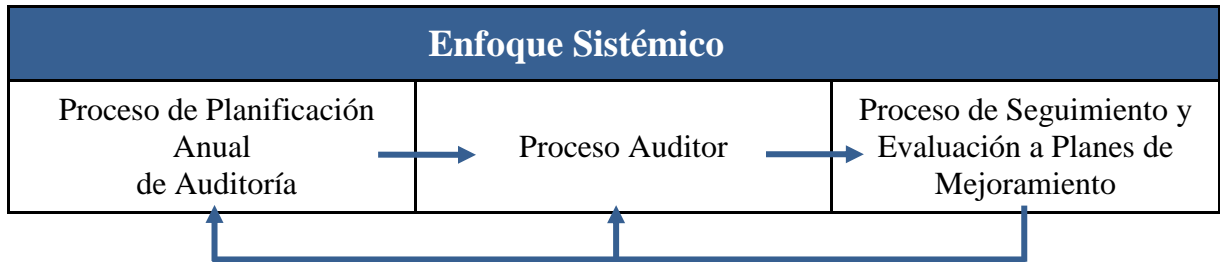 Enfoque Sistémico
Proceso de Planificación
Anual
de Auditoría
Proceso Auditor
Proceso de Seguimiento y
Evaluación a Planes de
Mejoramiento